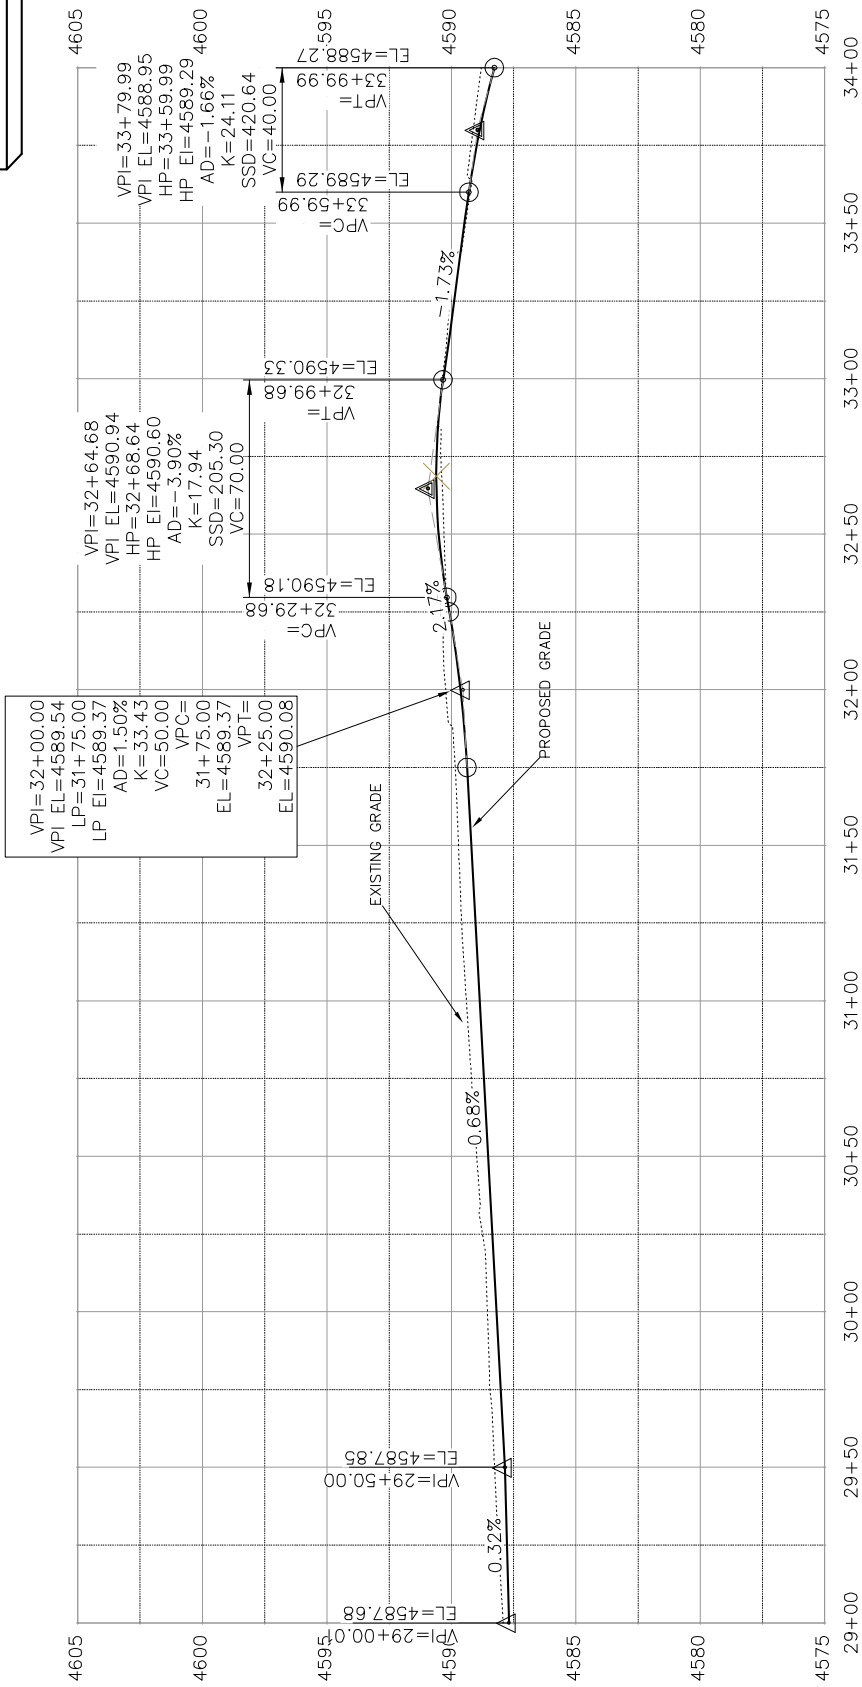 4605
4600
4595
4590
4585
4580
4575
VPI=33+79.99
VPI EL=4588.95
HP=33+59.99
HP El=4589.29
AD=-1.66%
K=24.11
SSD=420.64
VC=40.00
VPC=
33+59.99
EL=4589.29
VPT=
33+99.99
EL=4588.27
-1.73%
VPI=32+64.68
VPI EL=4590.94
HP=32+68.64
HP El=4590.60
AD=-3.90%
K=17.94
SSD=205.30
VC=70.00
VPC=
32+29.68
EL=4590.18
VPT=
32+99.68
EL=4590.33
2.17%
VPI=32+00.00
VPI EL=4589.54
LP=31+75.00
LP El=4589.37
AD=1.50%
K=33.43
VC=50.00
VPC=
31+75.00
EL=4589.37
VPT=
32+25.00
EL=4590.08
PROPOSED GRADE
EXISTING GRADE
0.68%
VPI=29+50.00
EL=4587.85
0.32%
VPI=29+00.01
EL=4587.68
4605
4600
4595
4590
4585
4580
4575
29+00
29+50
30+00
30+50
31+00
31+50
32+00
32+50
33+00
33+50
34+00